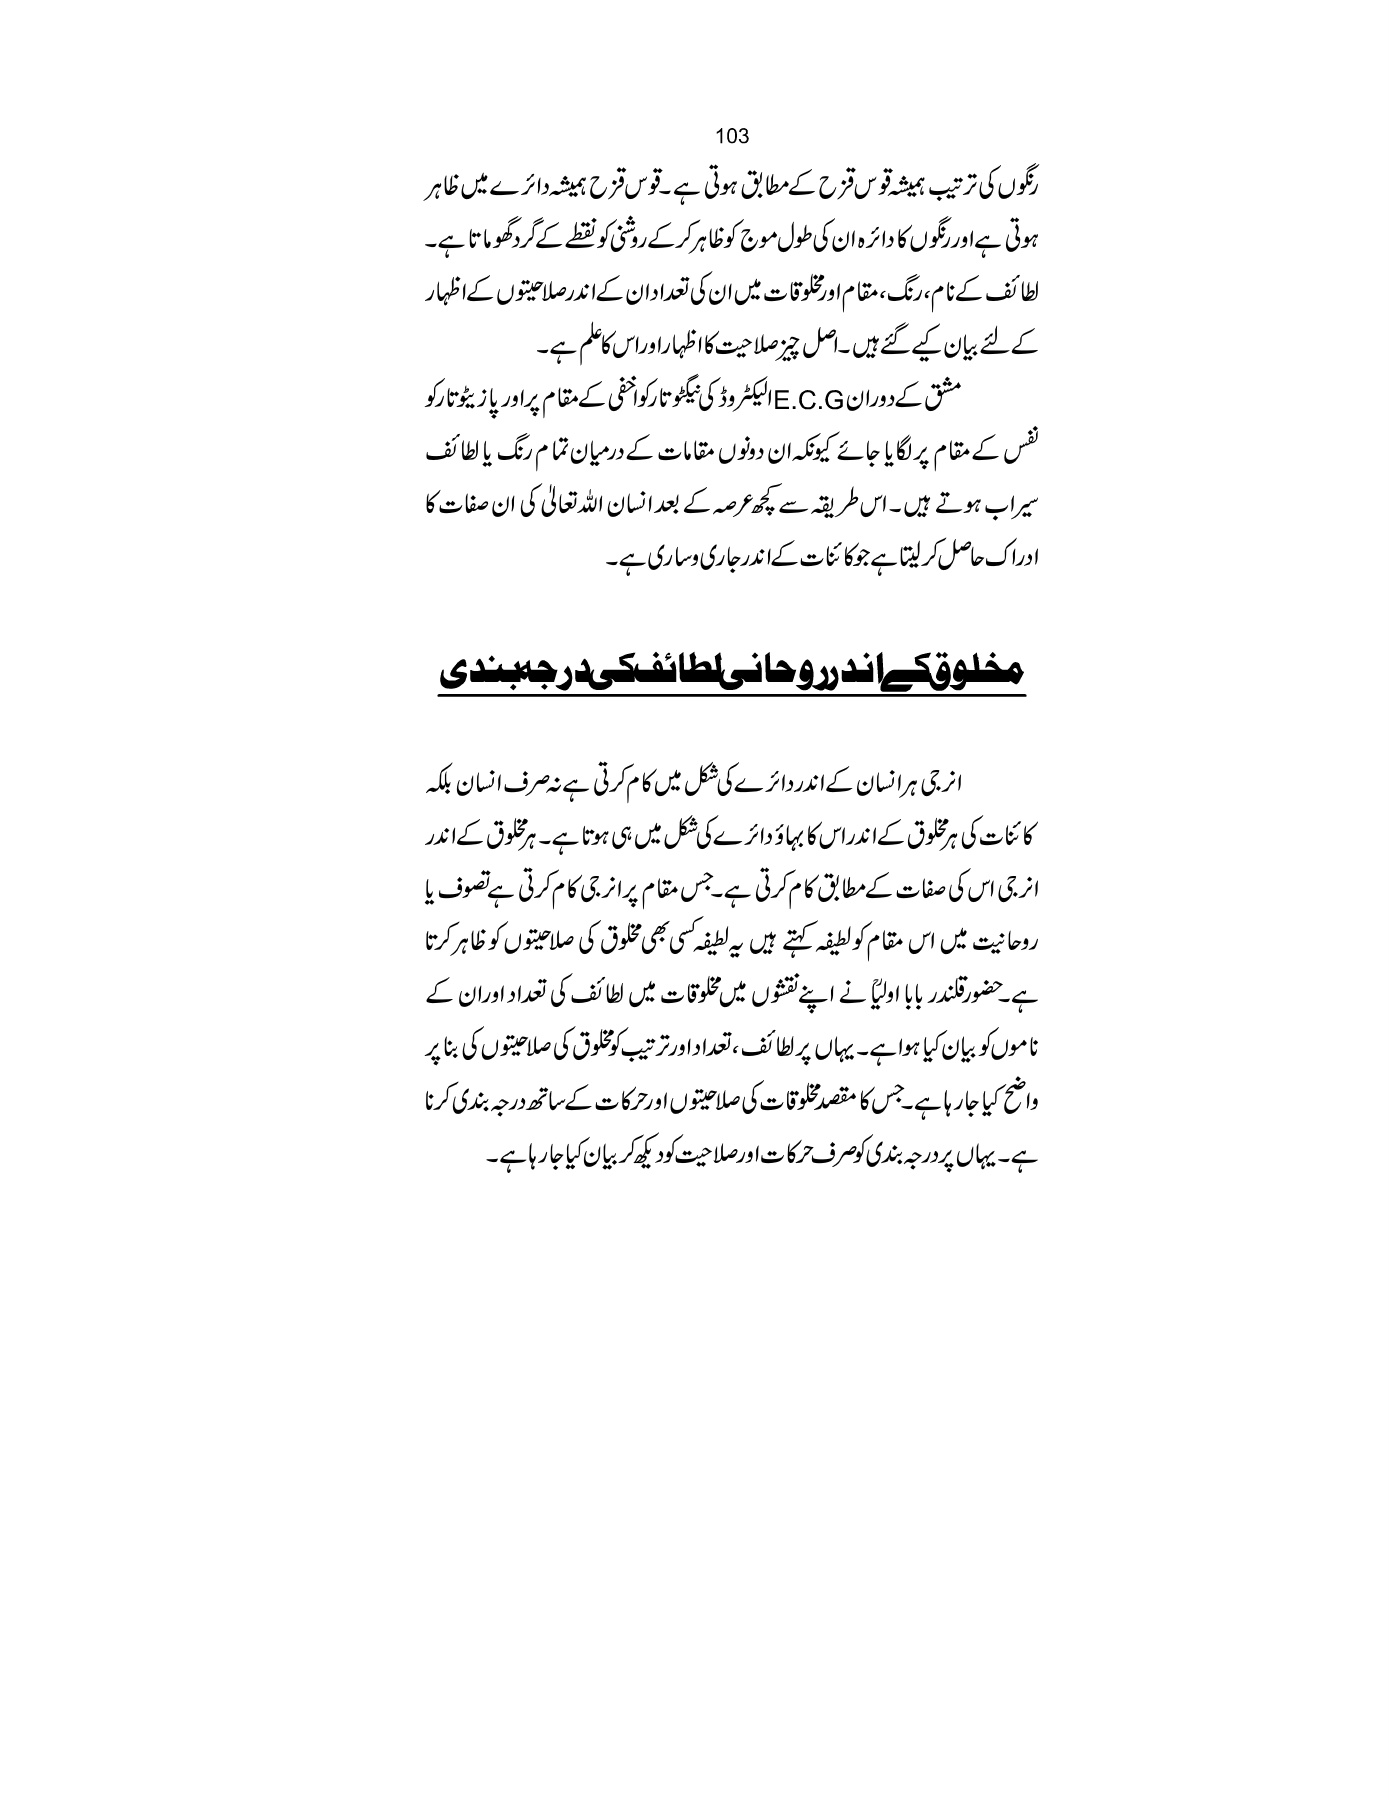 103
رنگوں کی ترتیب ہمیشہ قوس قزح کے مطابق ہوتی ہے۔ قوس قزح ہمیشہ دائرے میں ظاہر
ہوتی ہے اور رنگوں کا دائرہ ان کی طول موج کو ظاہر کر کے روشنی کو نقطے کے گرد گھوماتا ہے۔
لطائف کے نام، رنگ، مقام اور مخلوقات میں ان کی تعداد ان کے اندر صلاحیتوں کے اظہار
کے لئے بیان کیے گئے ہیں۔ اصل چیز صلاحیت کا اظہار اور اس کا علم ہے۔
مشق کے دوران E.C.G الیکٹروڈ کی نیگٹو تار کو اخفی کے مقام پر اور پازیٹو تار کو
نفس کے مقام پر لگایا جائے کیونکہ ان دونوں مقامات کے درمیان تمام رنگ یا لطائف
سیراب ہوتے ہیں۔ اس طریقہ سے کچھ عرصہ کے بعد انسان اللہ تعالیٰ کی ان صفات کا
ادراک حاصل کر لیتا ہے جو کائنات کے اندر جاری و ساری ہے۔
مخلوق کے اندر روحانی لطائف کی درجہ بندی
انرجی ہر انسان کے اندر دائرے کی شکل میں کام کرتی ہے نہ صرف انسان بلکہ
کائنات کی ہر مخلوق کے اندر اس کا بہاؤ دائرے کی شکل میں ہی ہوتا ہے۔ ہر مخلوق کے اندر
انرجی اس کی صفات کے مطابق کام کرتی ہے۔ جس مقام پر انرجی کام کرتی ہے تصوف یا
روحانیت میں اس مقام کو لطیفہ کہتے ہیں یہ لطیفہ کسی بھی مخلوق کی صلاحیتوں کو ظاہر کرتا
ہے۔ حضور قلندر بابا اولیاؒ نے اپنے نقشوں میں مخلوقات میں لطائف کی تعداد اور ان کے
ناموں کو بیان کیا ہوا ہے۔ یہاں پر لطائف، تعداد اور ترتیب کو مخلوق کی صلاحیتوں کی بنا پر
واضح کیا جا رہا ہے۔ جس کا مقصد مخلوقات کی صلاحیتوں اور حرکات کے ساتھ درجہ بندی کرنا
ہے۔ یہاں پر درجہ بندی کو صرف حرکات اور صلاحیت کو دیکھ کر بیان کیا جا رہا ہے۔